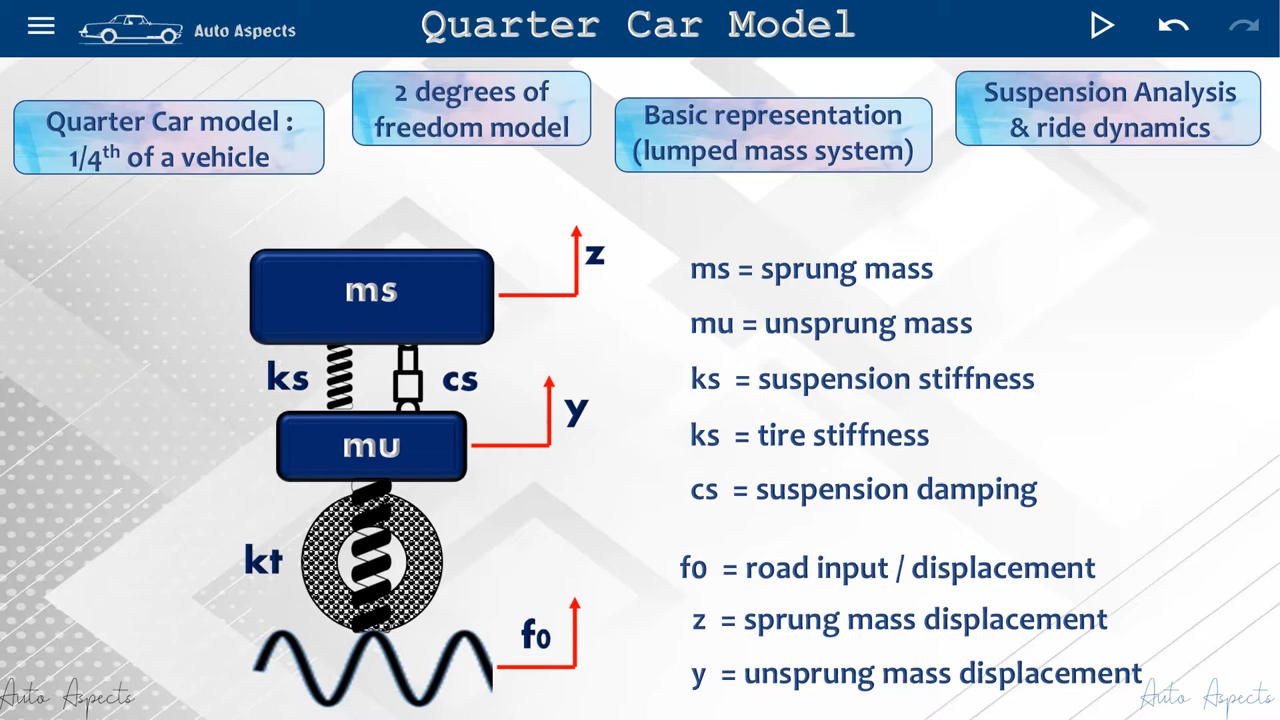 Auto Aspects
Quarter Car Model
Quarter Car model :
1/4th of a vehicle
2 degrees of
freedom model
Basic representation
(lumped mass system)
Suspension Analysis
& ride dynamics
ms
z
ks
cs
y
mu
kt
f0
ms = sprung mass
mu = unsprung mass
ks = suspension stiffness
ks = tire stiffness
cs = suspension damping
f0 = road input / displacement
z = sprung mass displacement
y = unsprung mass displacement
Auto Aspects
Auto Aspects